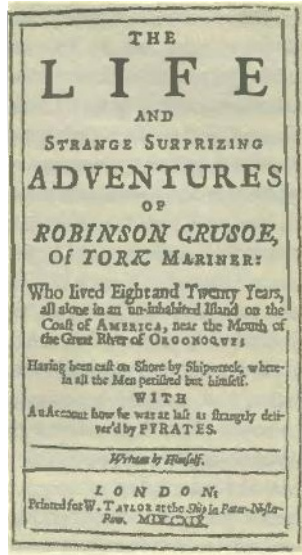 THE
LIFE
AND
STRANGE SURPRIZING
ADVENTURES
OF
ROBINSON CRUSOE,
Of YORK, MARINER:
Who lived Eight and Twenty Years,
all alone in an un-inhabited Island on the
Coast of AMERICA, near the Mouth of
the Great River of OROONOQUE;
Having been cast on Shore by Shipwreck, where-
in all the Men perished but himself.
WITH
An Account how he was at last as strangely deli-
ver'd by PYRATES.
Written by Himself.
LONDON:
Printed for W. TAYLOR at the Ship in Pater-Noster-
Row. MDCCXIX.